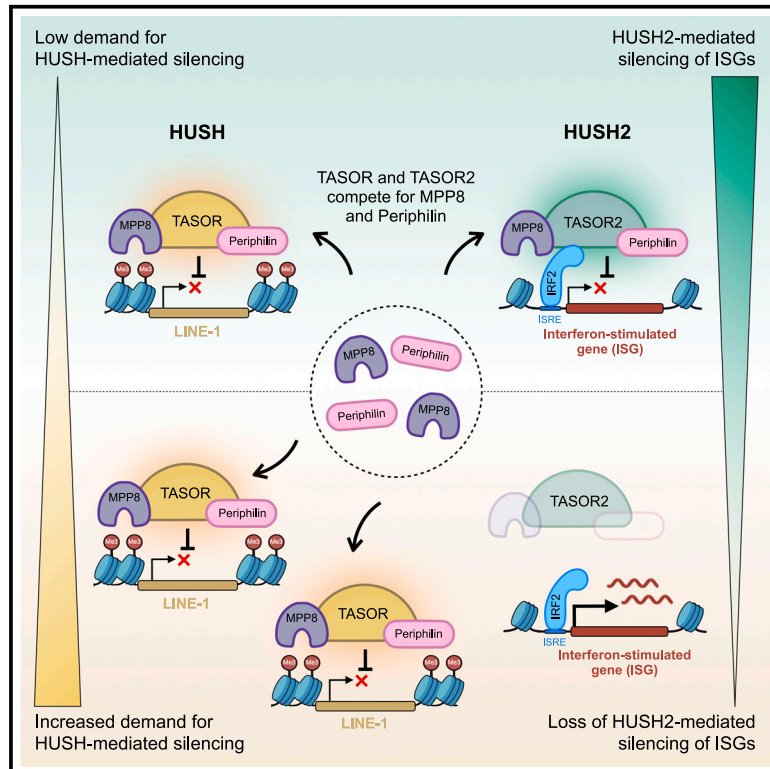 Low demand for
HUSH-mediated silencing
HUSH2-mediated
silencing of ISGs
HUSH
HUSH2
TASOR and TASOR2
compete for MPP8
and Periphilin
MPP8
TASOR
Periphilin
Me3
Me3
Me3
Me3
LINE-1
MPP8
TASOR2
Periphilin
IRF2
ISRE
Interferon-stimulated
gene (ISG)
MPP8
Periphilin
Periphilin
MPP8
MPP8
TASOR
Periphilin
Me3
Me3
Me3
Me3
LINE-1
MPP8
TASOR
Periphilin
Me3
Me3
Me3
Me3
LINE-1
TASOR2
IRF2
ISRE
Interferon-stimulated
gene (ISG)
Increased demand for
HUSH-mediated silencing
Loss of HUSH2-mediated
silencing of ISGs